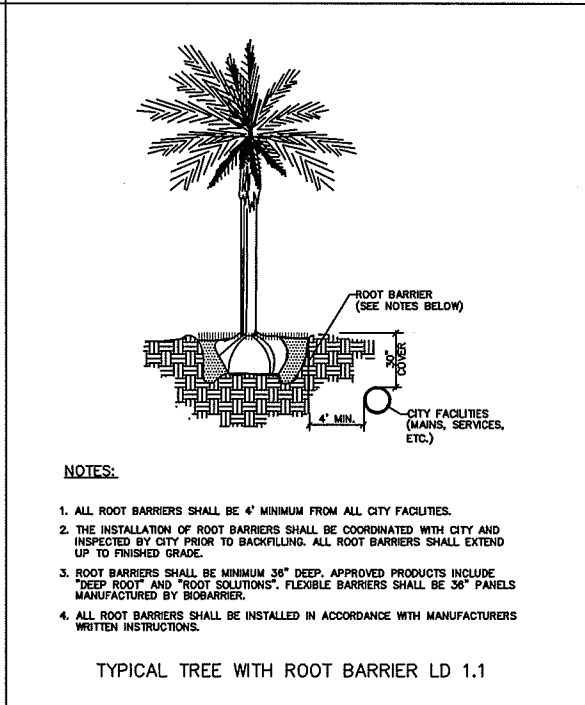 ROOT BARRIER
(SEE NOTES BELOW)
30"
COVER
4' MIN.
CITY FACILITIES
(MAINS, SERVICES,
ETC.)
NOTES:
1. ALL ROOT BARRIERS SHALL BE 4' MINIMUM FROM ALL CITY FACILITIES.
2. THE INSTALLATION OF ROOT BARRIERS SHALL BE COORDINATED WITH CITY AND
INSPECTED BY CITY PRIOR TO BACKFILLING. ALL ROOT BARRIERS SHALL EXTEND
UP TO FINISHED GRADE.
3. ROOT BARRIERS SHALL BE MINIMUM 36" DEEP. APPROVED PRODUCTS INCLUDE
"DEEP ROOT" AND "ROOT SOLUTIONS". FLEXIBLE BARRIERS SHALL BE 36" PANELS
MANUFACTURED BY BIOBARRIER.
4. ALL ROOT BARRIERS SHALL BE INSTALLED IN ACCORDANCE WITH MANUFACTURERS
WRITTEN INSTRUCTIONS.
TYPICAL TREE WITH ROOT BARRIER LD 1.1